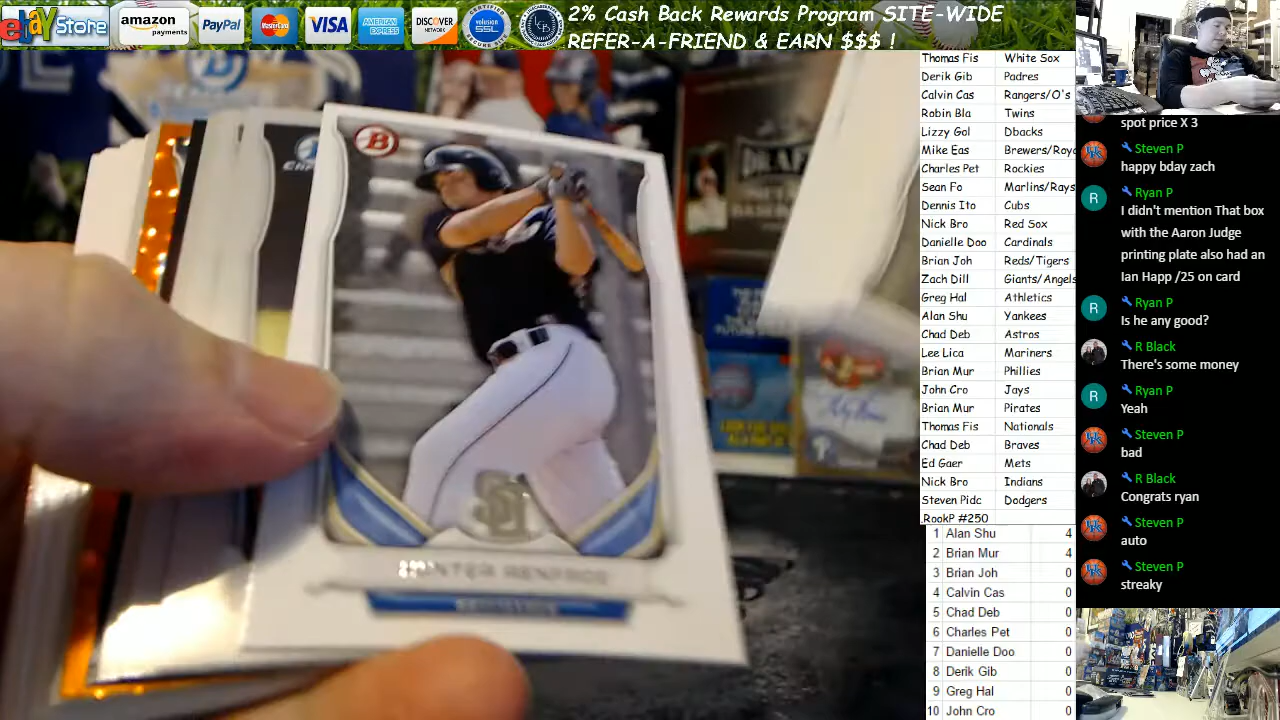 ebay Store
amazon
payments
PayPal
MasterCard
VISA
AMERICAN
EXPRESS
DISCOVER
NETWORK
volusion
SSL
2% Cash Back Rewards Program SITE-WIDE
REFER-A-FRIEND & EARN $$$ !
Thomas Fis White Sox
Derik Gib Padres
Calvin Cas Rangers/O's
Robin Bla Twins
Lizzy Gol Dbacks
Mike Eas Brewers/Roya
Charles Pet Rockies
Sean Fo Marlins/Rays
Dennis Ito Cubs
Nick Bro Red Sox
Danielle Doo Cardinals
Brian Joh Reds/Tigers
Zach Dill Giants/Angels
Greg Hal Athletics
Alan Shu Yankees
Chad Deb Astros
Lee Lica Mariners
Brian Mur Phillies
John Cro Jays
Brian Mur Pirates
Thomas Fis Nationals
Chad Deb Braves
Ed Gaer Mets
Nick Bro Indians
Steven Pidc Dodgers
.RookP #250
1 Alan Shu 4
2 Brian Mur 4
3 Brian Joh 0
4 Calvin Cas 0
5 Chad Deb 0
6 Charles Pet 0
7 Danielle Doo 0
8 Derik Gib 0
9 Greg Hal 0
10 John Cro 0
spot price X 3
Steven P
happy bday zach
Ryan P
I didn't mention That box
with the Aaron Judge
printing plate also had an
Ian Happ /25 on card
Ryan P
Is he any good?
R Black
There's some money
Ryan P
Yeah
Steven P
bad
R Black
Congrats ryan
Steven P
auto
Steven P
streaky
B
HUNTER RENFROE